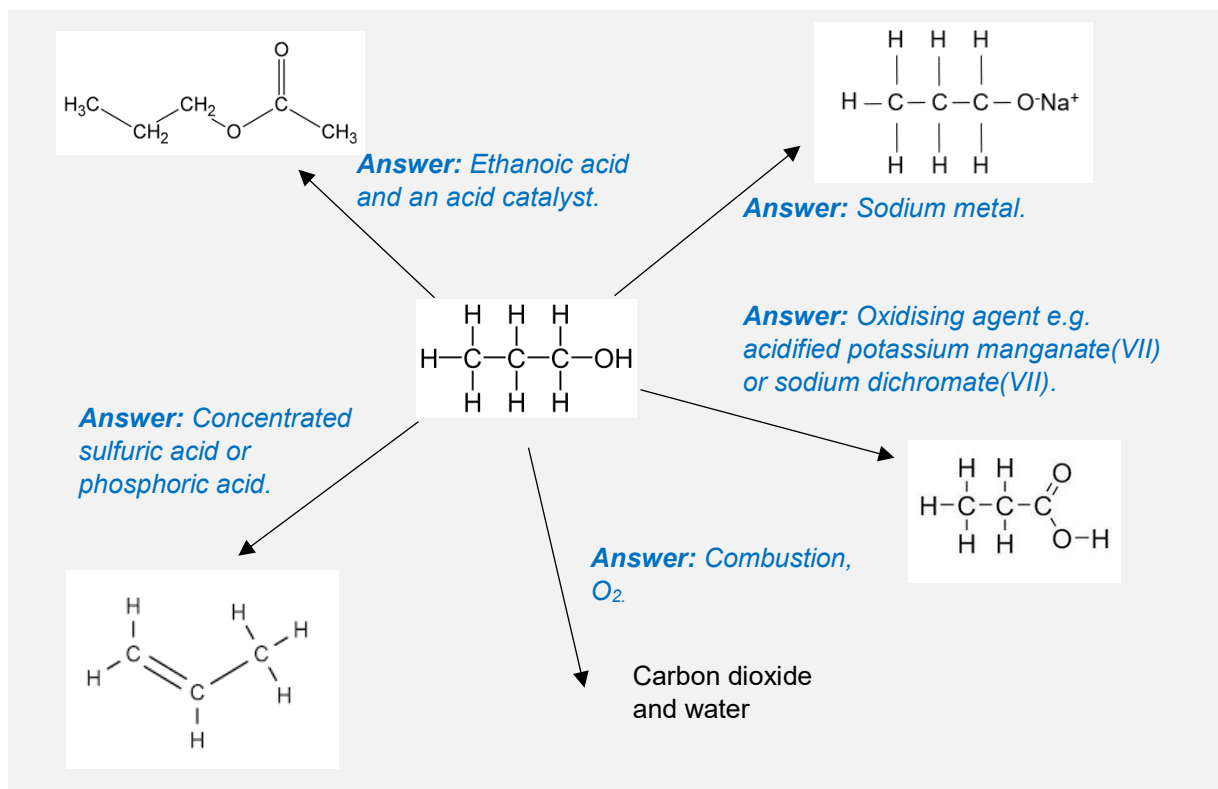 O
H3C
CH2
C
CH2
O
CH3
Answer: Ethanoic acid
and an acid catalyst.
H H H
H – C – C – C – O-Na+
H H H
Answer: Sodium metal.
H H H
H–C–C–C–OH
H H H
Answer: Oxidising agent e.g.
acidified potassium manganate(VII)
or sodium dichromate(VII).
Answer: Concentrated
sulfuric acid or
phosphoric acid.
H H O
H–C–C–C
H H O–H
Answer: Combustion,
O2.
H
H
H
C
C
H
C
H
H
Carbon dioxide
and water